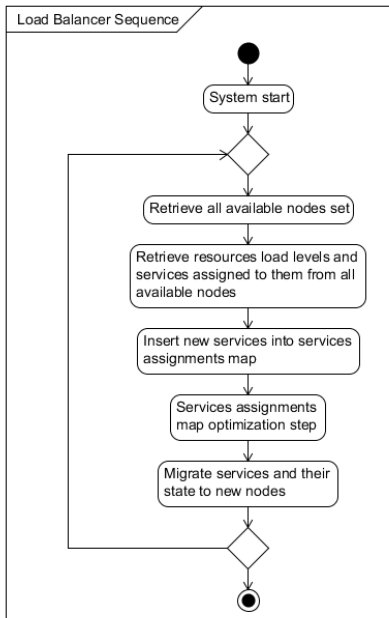 Load Balancer Sequence
System start
Retrieve all available nodes set
Retrieve resources load levels and
services assigned to them from all
available nodes
Insert new services into services
assignments map
Services assignments
map optimization step
Migrate services and their
state to new nodes